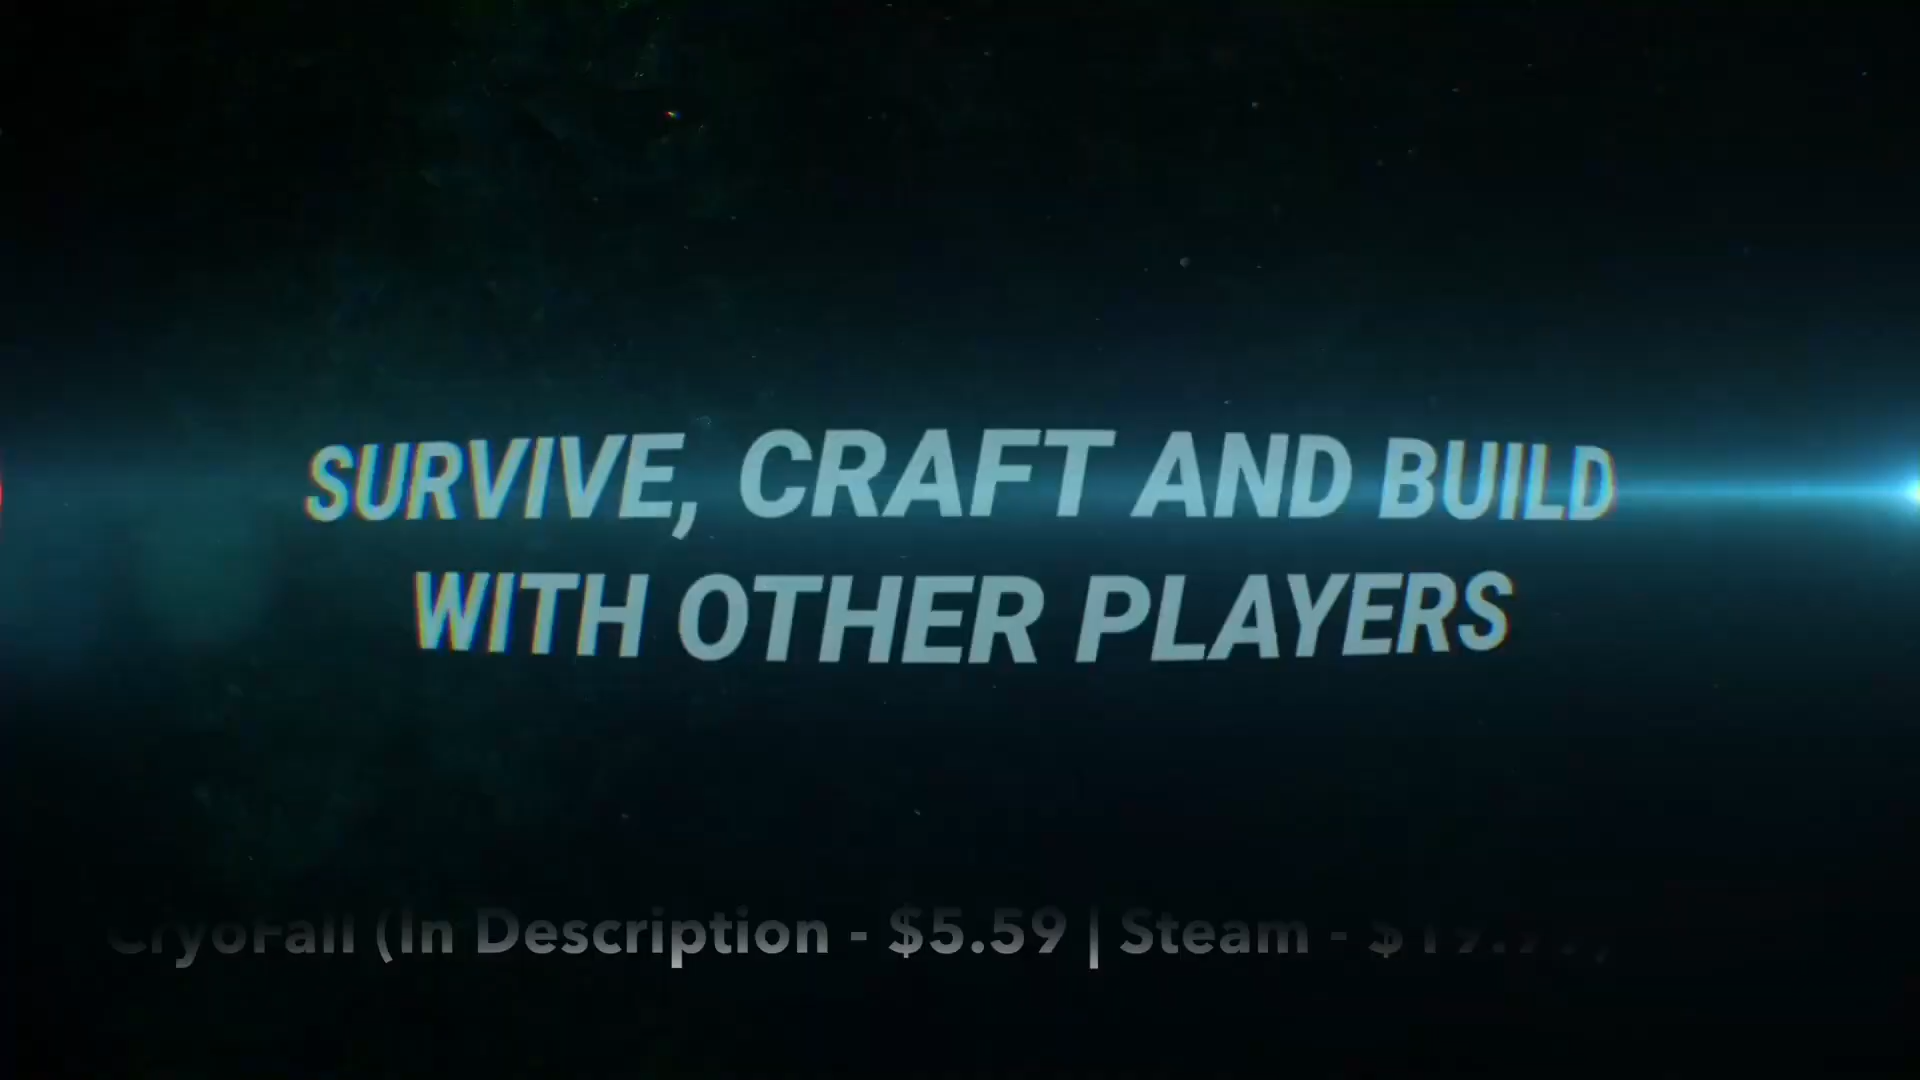 SURVIVE, CRAFT AND BUILD
WITH OTHER PLAYERS
CryoFall (In Description - $5.59 | Steam -